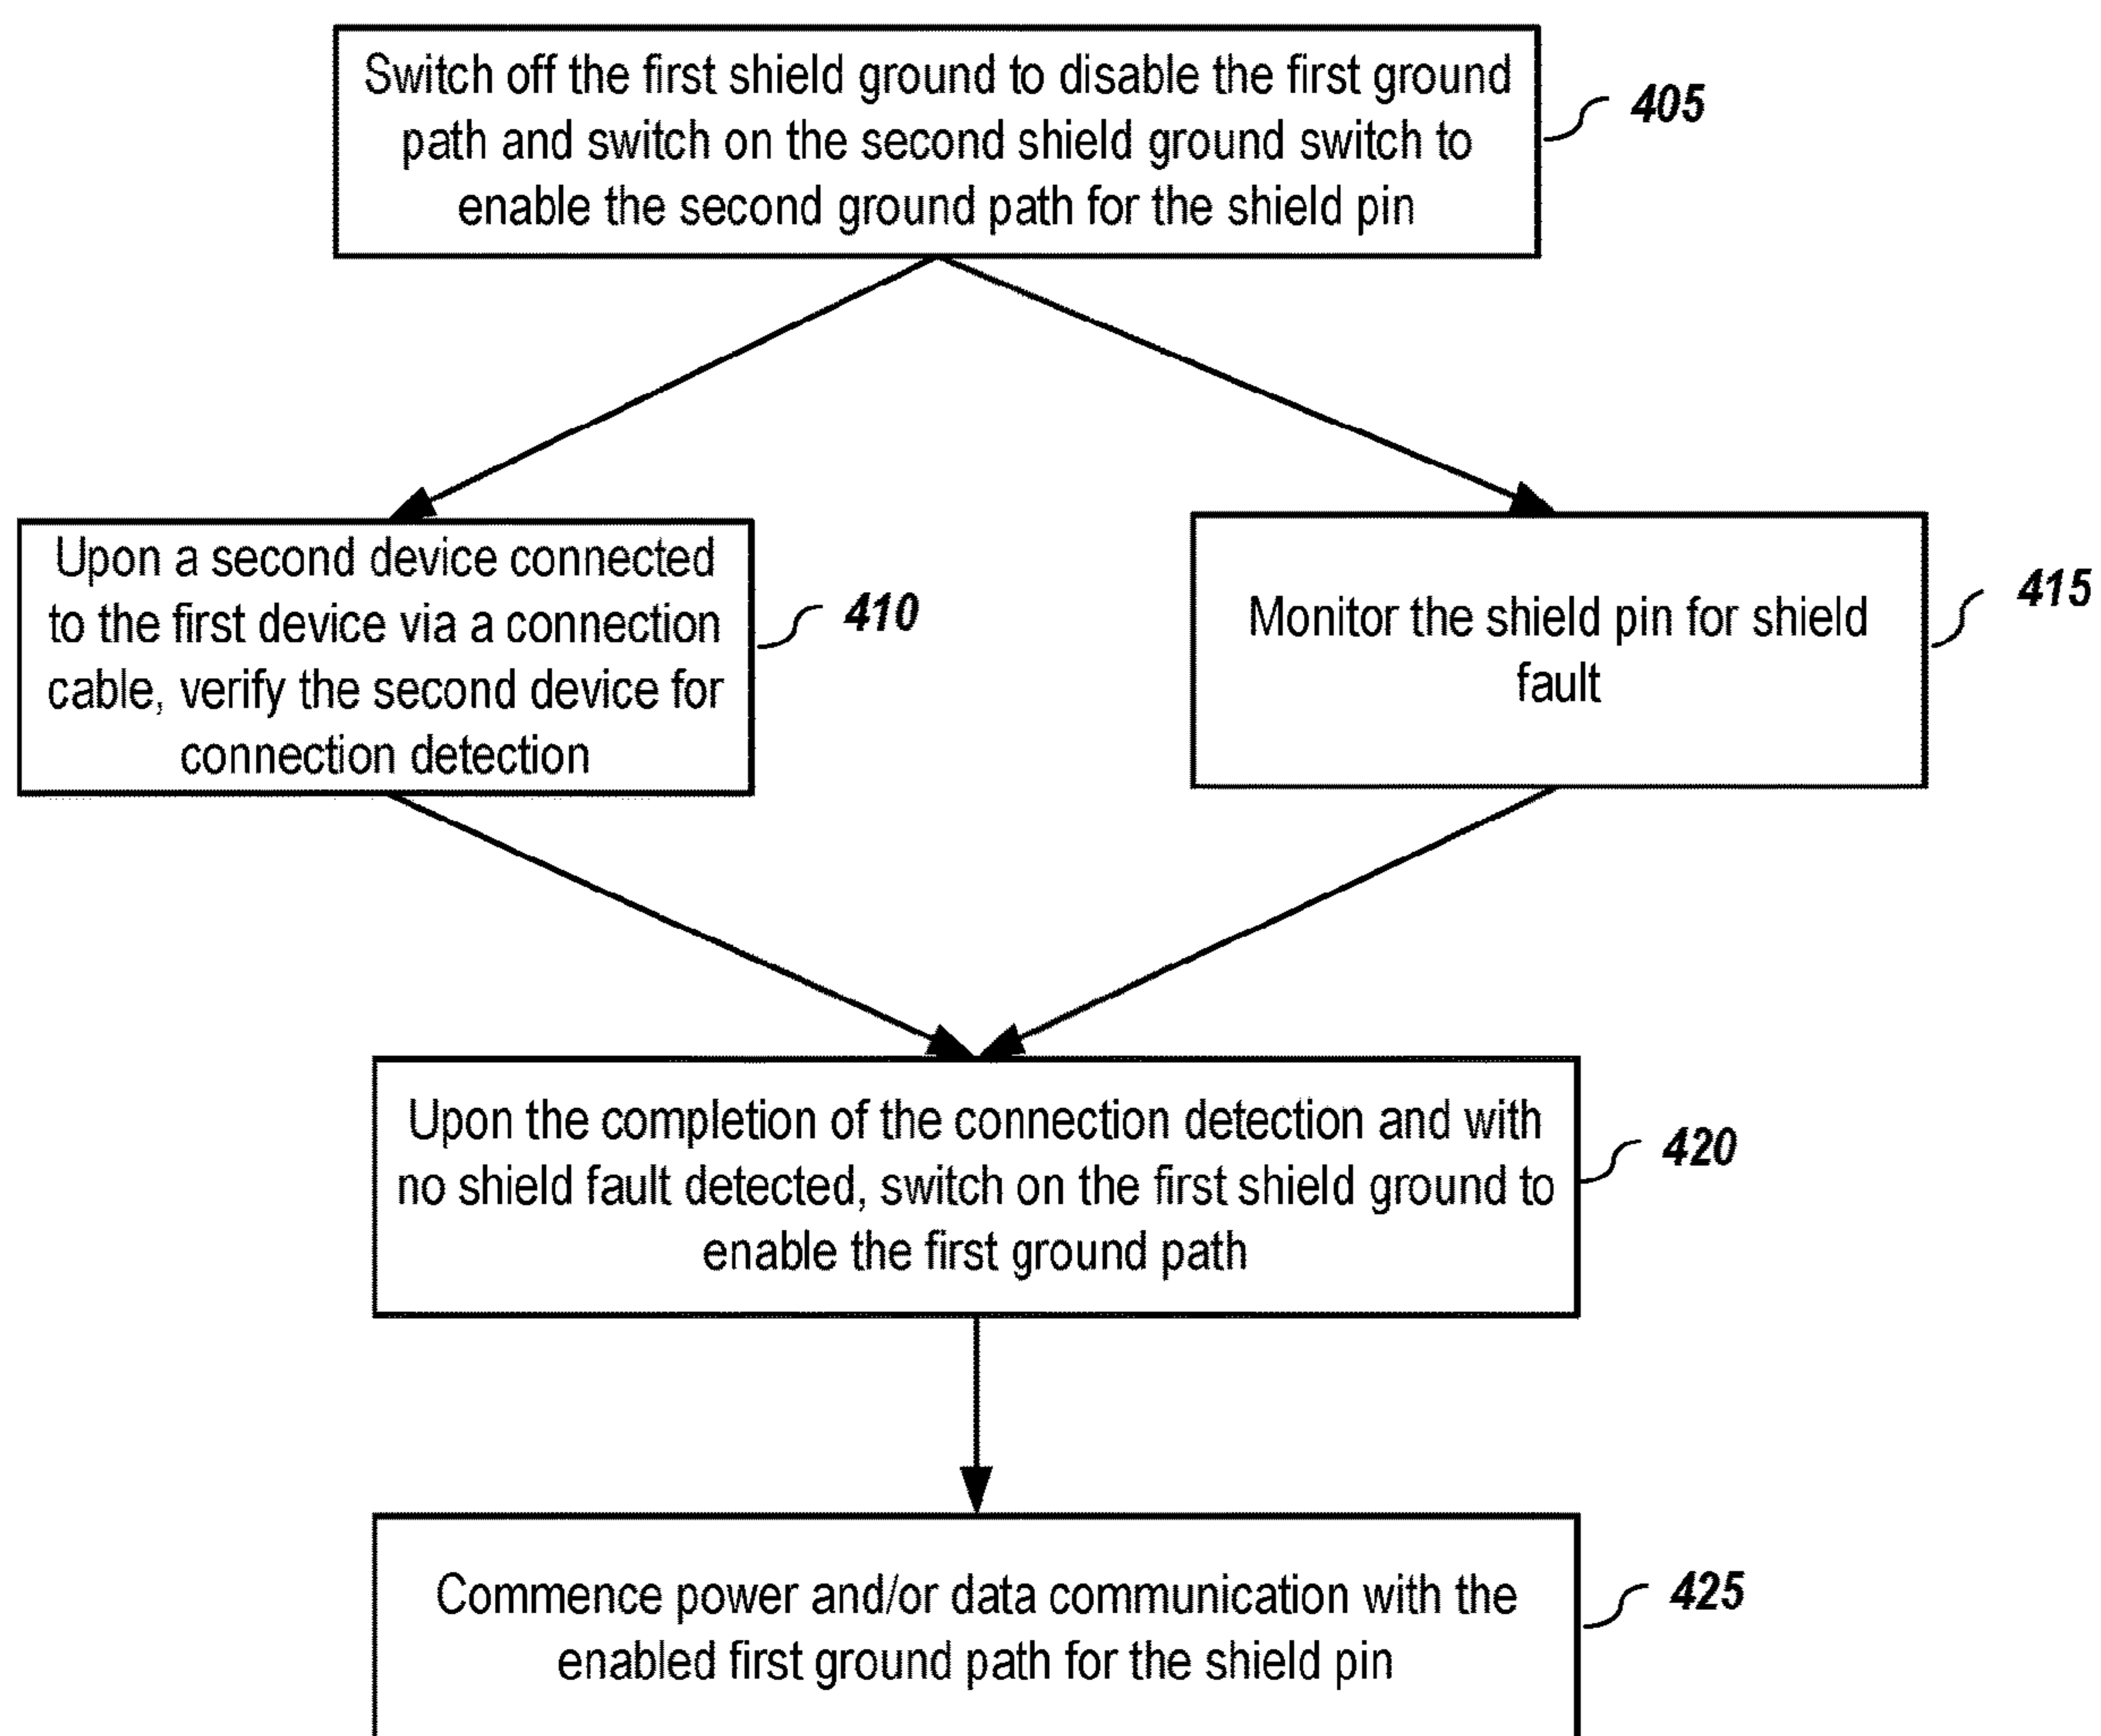 Switch off the first shield ground to disable the first ground
path and switch on the second shield ground switch to
enable the second ground path for the shield pin
405
Upon a second device connected
to the first device via a connection
cable, verify the second device for
connection detection
410
Monitor the shield pin for shield
fault
415
Upon the completion of the connection detection and with
no shield fault detected, switch on the first shield ground to
enable the first ground path
420
Commence power and/or data communication with the
enabled first ground path for the shield pin
425